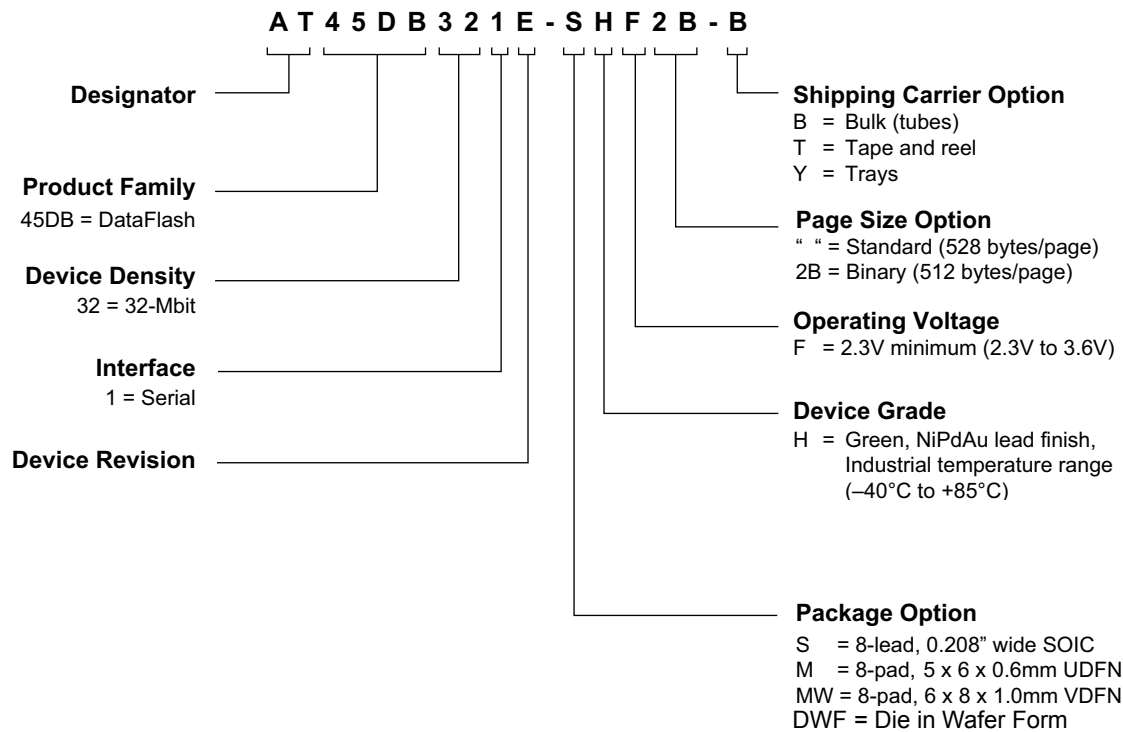 A T 4 5 D B 3 2 1 E - S H F 2 B - B
Designator
Product Family
45DB = DataFlash
Device Density
32 = 32-Mbit
Interface
1 = Serial
Device Revision
Shipping Carrier Option
B = Bulk (tubes)
T = Tape and reel
Y = Trays
Page Size Option
“ “ = Standard (528 bytes/page)
2B = Binary (512 bytes/page)
Operating Voltage
F = 2.3V minimum (2.3V to 3.6V)
Device Grade
H = Green, NiPdAu lead finish,
Industrial temperature range
(–40°C to +85°C)
Package Option
S = 8-lead, 0.208” wide SOIC
M = 8-pad, 5 x 6 x 0.6mm UDFN
MW = 8-pad, 6 x 8 x 1.0mm VDFN
DWF = Die in Wafer Form